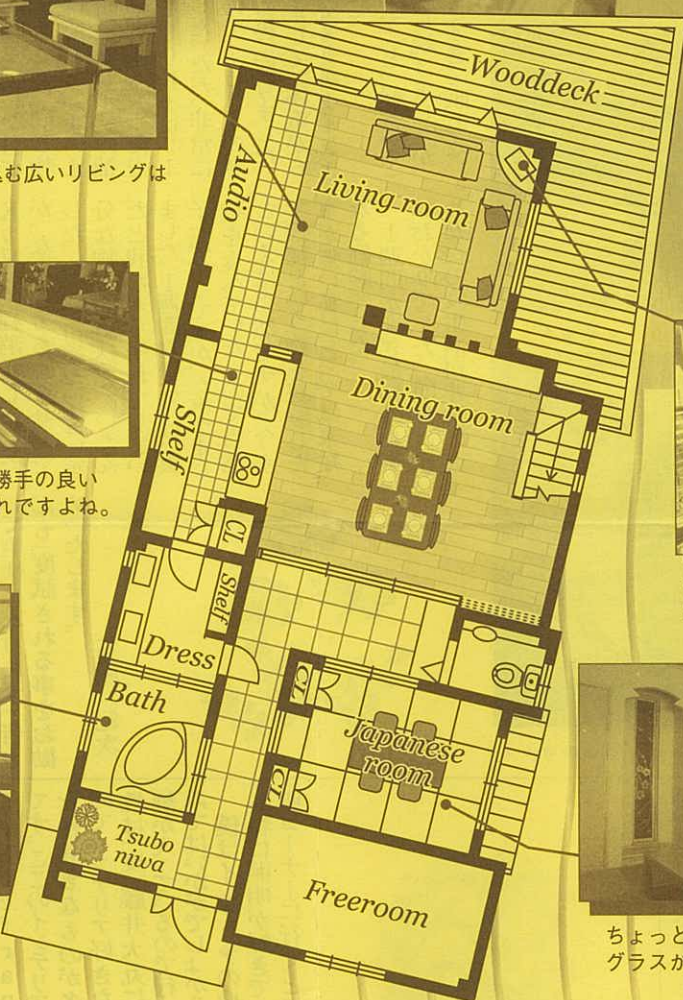 Wooddeck
む広いリビングは
Audio
Living room
Shelf
Dining room
勝手の良い
れですよね。
CL
Shelf
Dress
Bath
CL
Japanese
room
CL
Tsubo
niwa
Freeroom
ちょっと
グラスが